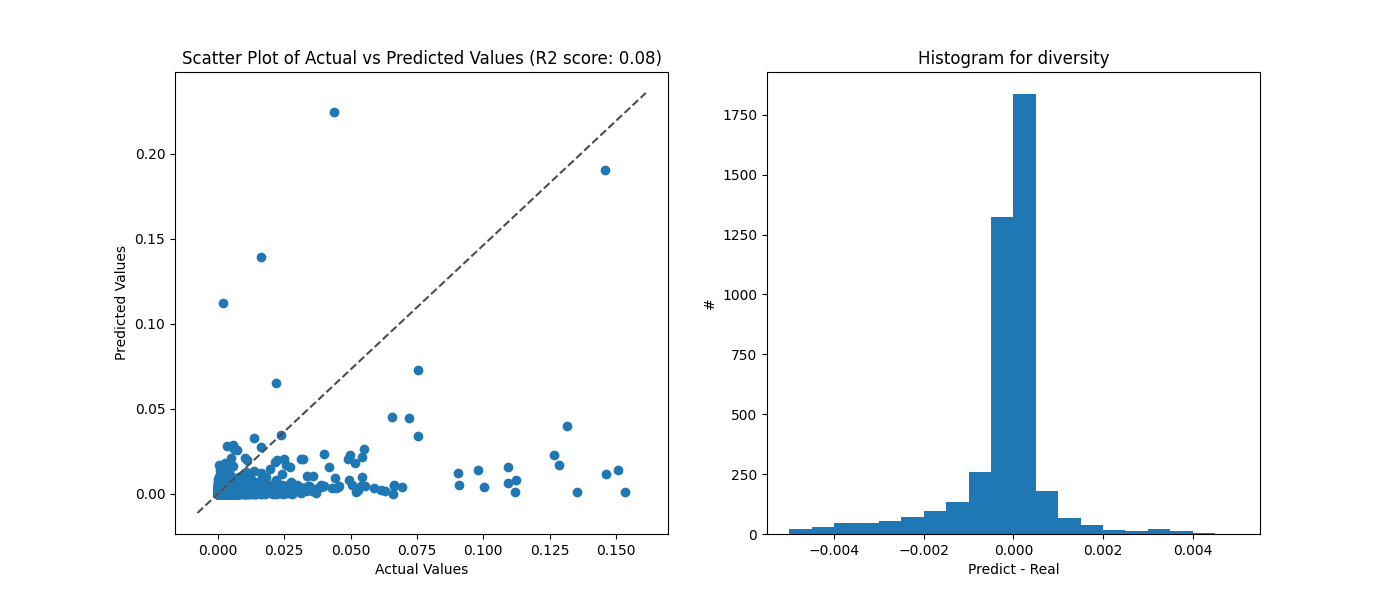 Scatter Plot of Actual vs Predicted Values (R2 score: 0.08)
Predicted Values
0.20
0.15
0.10
0.05
0.00
0.000 0.025 0.050 0.075 0.100 0.125 0.150
Actual Values
Histogram for diversity
#
1750
1500
1250
1000
750
500
250
0
−0.004 −0.002 0.000 0.002 0.004
Predict - Real